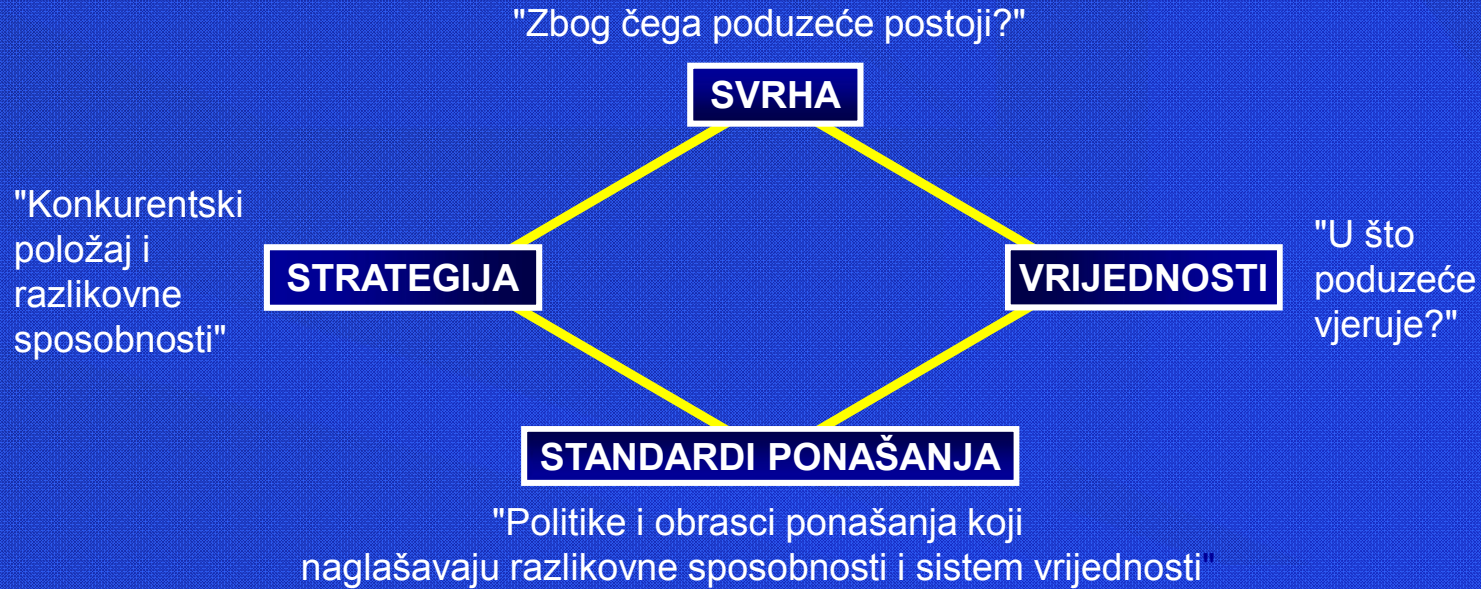 "Zbog čega poduzeće postoji?"
SVRHA
"Konkurentski
položaj i
razlikovne
sposobnosti"
STRATEGIJA
VRIJEDNOSTI
"U što
poduzeće
vjeruje?"
STANDARDI PONAŠANJA
"Politike i obrasci ponašanja koji
naglašavaju razlikovne sposobnosti i sistem vrijednosti"